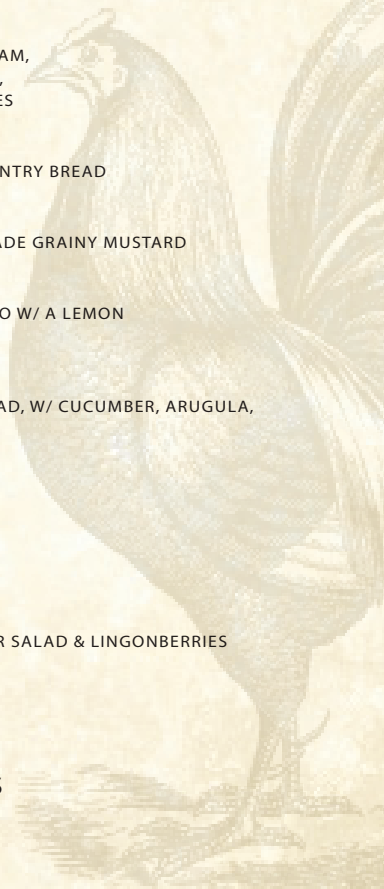 AM,
,
ES
NTRY BREAD
ADE GRAINY MUSTARD
O W/ A LEMON
AD, W/ CUCUMBER, ARUGULA,
R SALAD & LINGONBERRIES
S